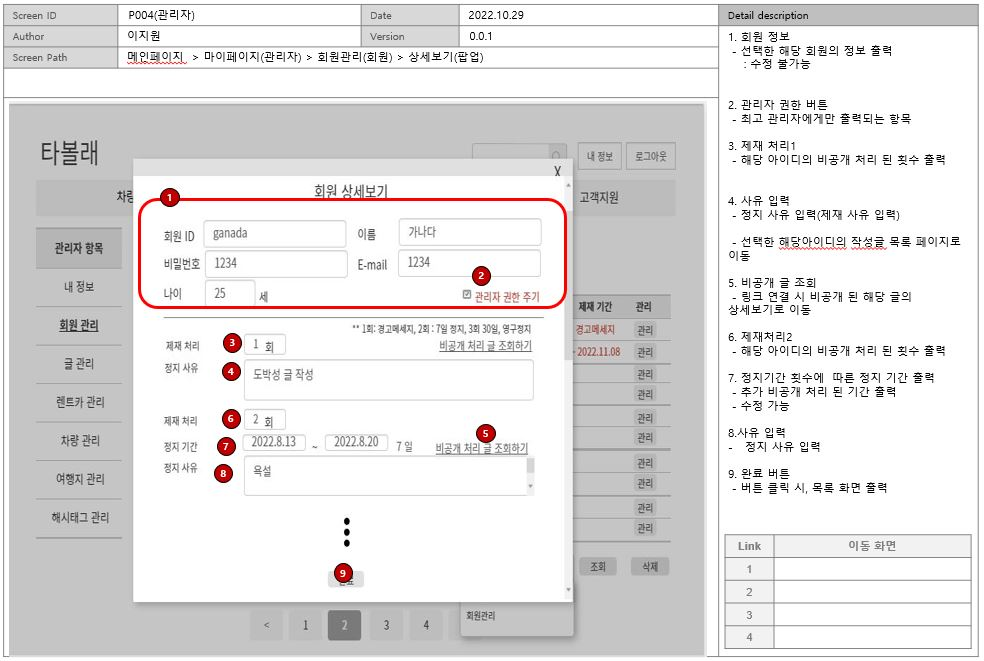 Screen ID P004(관리자) Date 2022.10.29
Author 이지원 Version 0.0.1
Screen Path 메인페이지 > 마이페이지(관리자) > 회원관리(회원) > 상세보기(팝업)
타볼래
내 정보 로그아웃
차량
고객지원
관리자 항목
내 정보
회원 관리
글 관리
렌트카 관리
차량 관리
여행지 관리
해시태그 관리
X
회원 상세보기
1
회원 ID ganada 이름 가나다
비밀번호 1234 E-mail 1234
2
나이 25 세 관리자 권한 주기
** 1회: 경고메세지, 2회 : 7일 정지, 3회 30일, 영구정지
제재 처리 3 1 회 비공개 처리 글 조회하기
정지 사유 4 도박성 글 작성
제재 처리 6 2 회
5
정지 기간 7 2022.8.13 ~ 2022.8.20 7 일 비공개 처리 글 조회하기
정지 사유 8 욕설
9
제재 기간 관리
경고메세지 관리
~ 2022.11.08 관리
관리
관리
관리
관리
관리
관리
관리
관리
조회 삭제
< 1 2 3 4
회원관리
Detail description
1. 회원 정보
- 선택한 해당 회원의 정보 출력
: 수정 불가능
2. 관리자 권한 버튼
- 최고 관리자에게만 출력되는 항목
3. 제재 처리1
- 해당 아이디의 비공개 처리 된 횟수 출력
4. 사유 입력
- 정지 사유 입력(제재 사유 입력)
- 선택한 해당아이디의 작성글 목록 페이지로
이동
5. 비공개 글 조회
- 링크 연결 시 비공개 된 해당 글의
상세보기로 이동
6. 제재처리2
- 해당 아이디의 비공개 처리 된 횟수 출력
7. 정지기간 횟수에 따른 정지 기간 출력
- 추가 비공개 처리 된 기간 출력
- 수정 가능
8.사유 입력
- 정지 사유 입력
9. 완료 버튼
- 버튼 클릭 시, 목록 화면 출력
Link 이동 화면
1
2
3
4